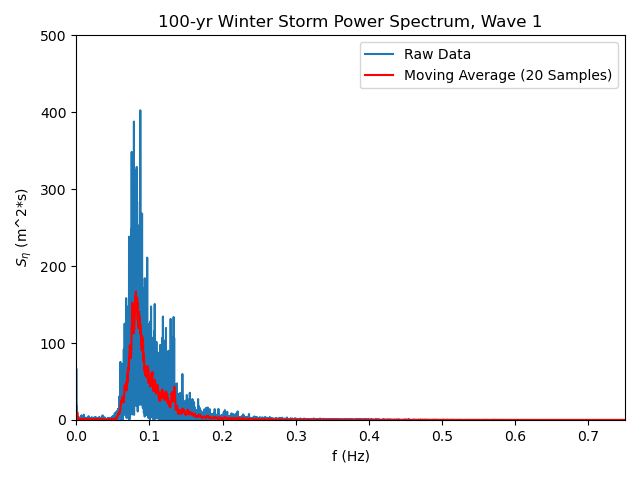 100-yr Winter Storm Power Spectrum, Wave 1
500
400
300
200
100
0
S_η (m^2*s)
Raw Data
Moving Average (20 Samples)
0.0 0.1 0.2 0.3 0.4 0.5 0.6 0.7
f (Hz)